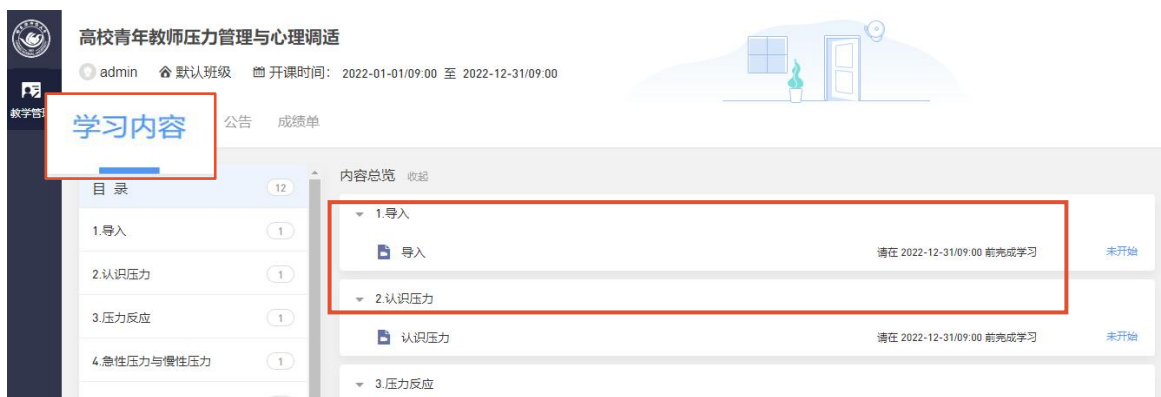 高校青年教师压力管理与心理调适
admin 默认班级 开课时间: 2022-01-01/09:00 至 2022-12-31/09:00
教学管
学习内容 公告 成绩单
目 录 12
1.导入 1
2.认识压力 1
3.压力反应 1
4.急性压力与慢性压力 1
内容总览 收起
1.导入
导入 请在 2022-12-31/09:00 前完成学习 未开始
2.认识压力
认识压力 请在 2022-12-31/09:00 前完成学习 未开始
3.压力反应